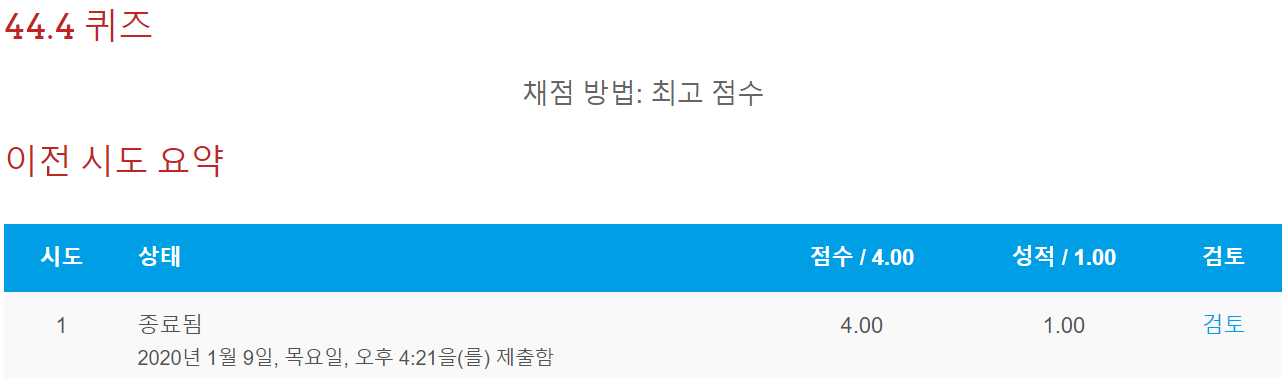 44.4 퀴즈
채점 방법: 최고 점수
이전 시도 요약
시도 상태 점수 / 4.00 성적 / 1.00 검토
1 종료됨 4.00 1.00 검토
2020년 1월 9일, 목요일, 오후 4:21을(를) 제출함